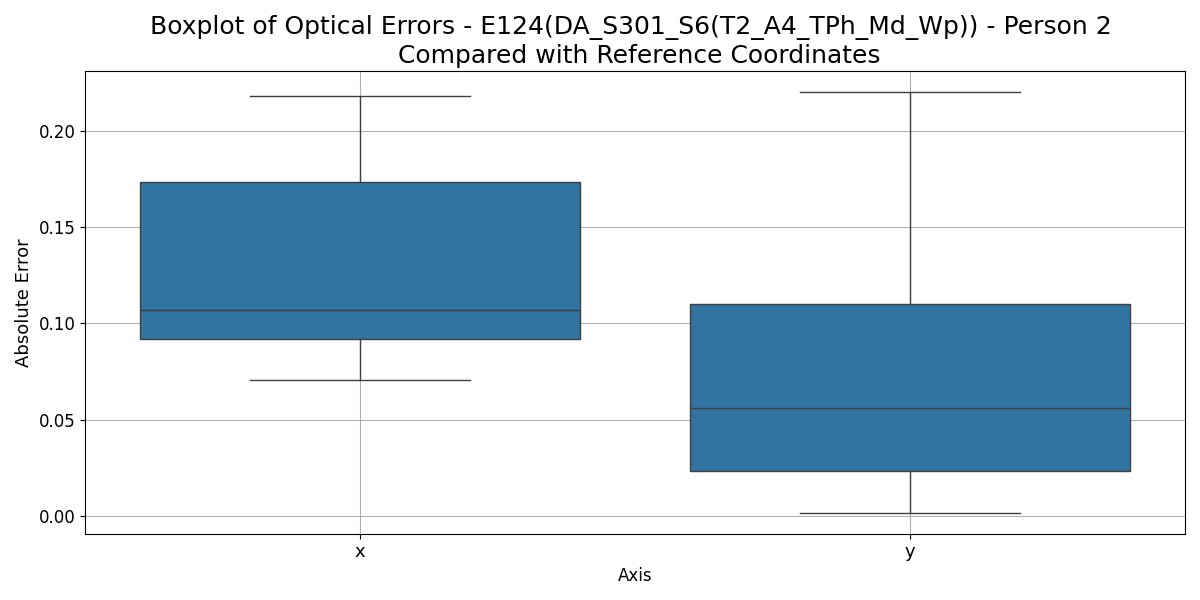 Boxplot of Optical Errors - E124(DA_S301_S6(T2_A4_TPh_Md_Wp)) - Person 2
Compared with Reference Coordinates
Absolute Error
0.20
0.15
0.10
0.05
0.00
x
y
Axis